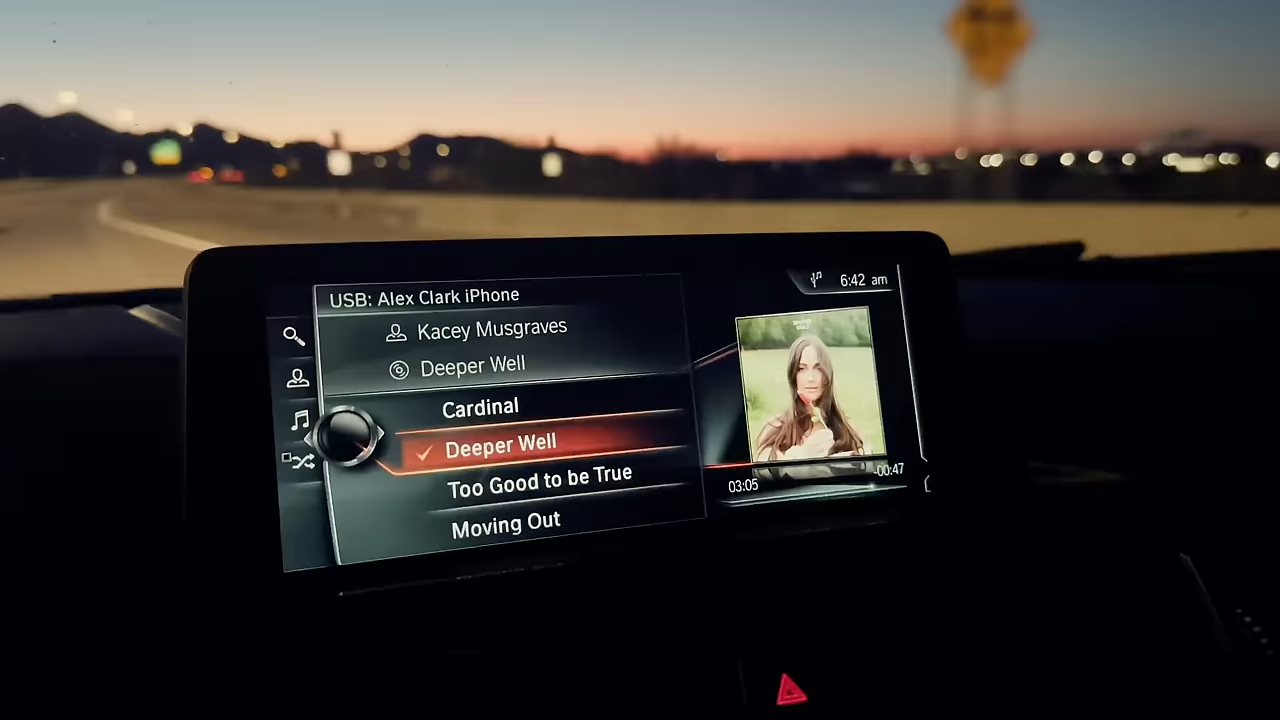 USB: Alex Clark iPhone
6:42 am
Kacey Musgraves
Deeper Well
Cardinal
Deeper Well
Too Good to be True
Moving Out
03:05
-00:47